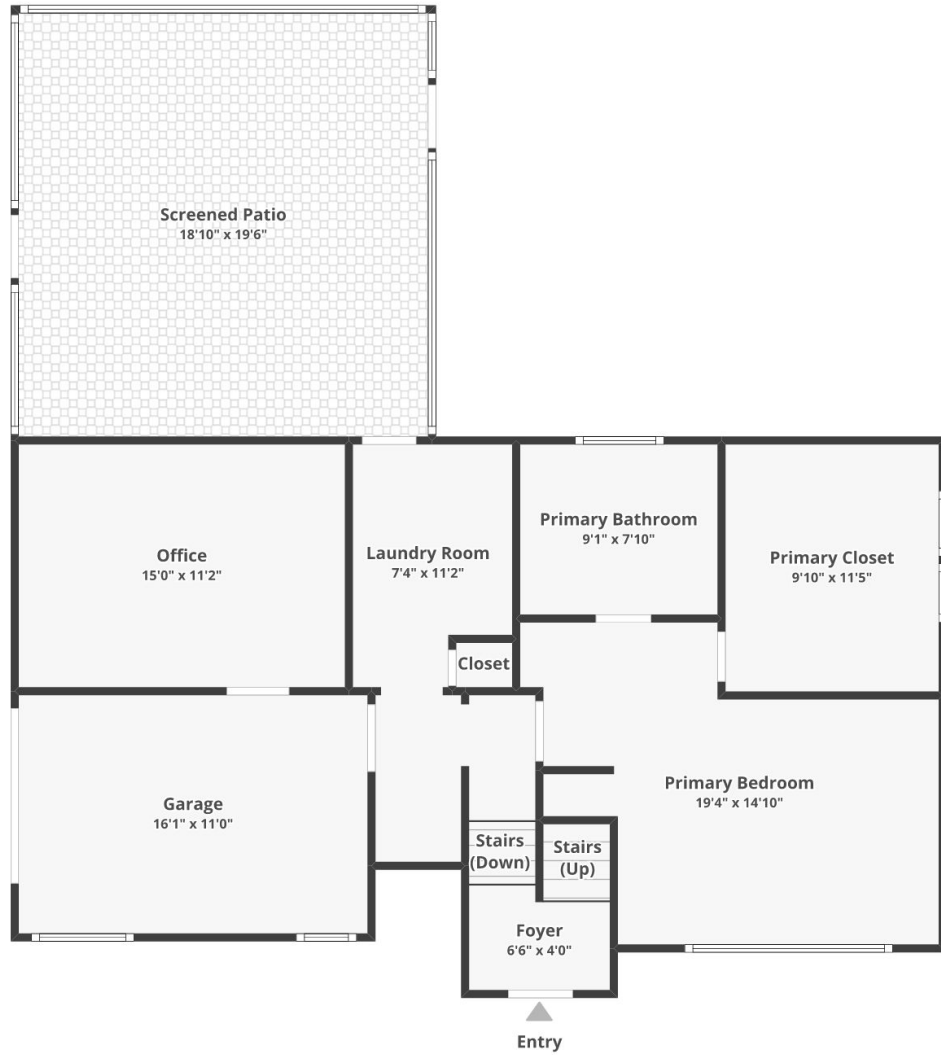 Screened Patio
18'10" x 19'6"
Office
15'0" x 11'2"
Laundry Room
7'4" x 11'2"
Primary Bathroom
9'1" x 7'10"
Primary Closet
9'10" x 11'5"
Closet
Garage
16'1" x 11'0"
Primary Bedroom
19'4" x 14'10"
Stairs
(Down)
Stairs
(Up)
Foyer
6'6" x 4'0"
Entry